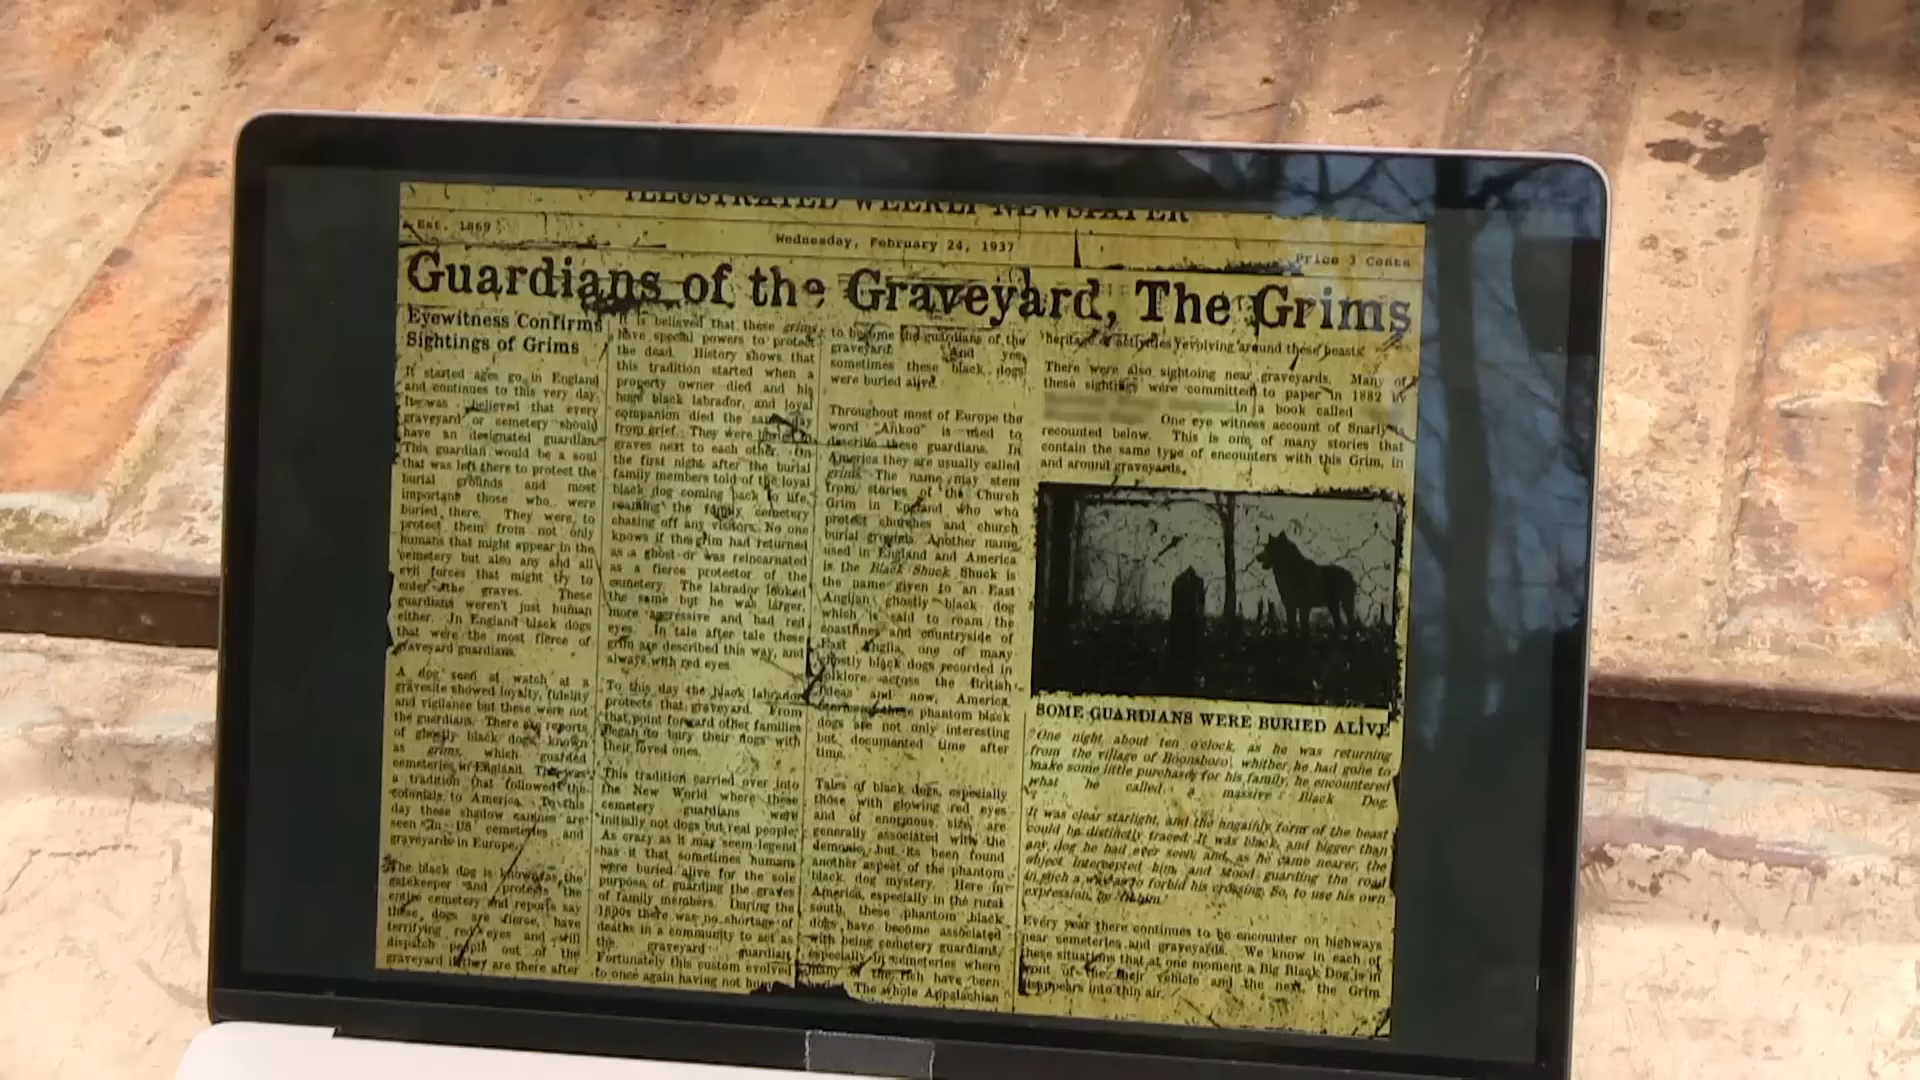 ILLUSTRATED WEEKLY NEWSPAPER
Est. 1869
Wednesday, February 24, 1937
Price 3 Cents
Guardians of the Graveyard, The Grims
Eyewitness Confirms
Sightings of Grims
It started ages go in England
and continues to this very day.
It was believed that every
graveyard or cemetery should
have an designated guardian.
This guardian would be a soul
that was left there to protect the
burial grounds and most
important those who were
buried there. They were to
protect them from not only
humans that might appear in the
cemetery but also any and all
evil forces that might try to
enter the graves. These
guardians weren't just human
either. In England black dogs
that were the most fierce of
graveyard guardians.
A dog seen at watch at a
gravesite showed loyalty, fidelity
and vigilance but these were not
the guardians. There are reports
of ghostly black dogs, known
as grims, which guarded
cemeteries in England. This was
a tradition that followed the
colonials to America. To this
day these shadow canines are
seen in US cemeteries and
graveyards in Europe.
The black dog is known as the
gatekeeper and protects the
entire cemetery and reports say
these dogs are fierce, have
terrifying red eyes and will
dispatch people out of the
graveyard if they are there after
It is believed that these grims
have special powers to protect
the dead. History shows that
this tradition started when a
property owner died and his
huge black labrador, and loyal
companion died the same day
from grief. They were buried in
graves next to each other. On
the first night after the burial
family members told of the loyal
black dog coming back to life,
roaming the family cemetery
chasing off any visitors. No one
knows if the grim had returned
as a ghost or was reincarnated
as a fierce protector of the
cemetery. The labrador looked
the same but he was larger,
more aggressive and had red
eyes. In tale after tale these
grim are described this way, and
always with red eyes.
To this day the black labrador
protects that graveyard. From
that point forward other families
began to bury their dogs with
their loved ones.
This tradition carried over into
The New World where these
cemetery guardians were
initially not dogs but real people.
As crazy as it may seem legend
has it that sometimes humans
were buried alive for the sole
purpose of guarding the graves
of family members. During the
1800s there was no shortage of
deaths in a community to act as
the graveyard guardian.
Fortunately this custom evolved
to once again having not
to become the guardians of the
graveyard. And yes,
sometimes these black dogs
were buried alive.
Throughout most of Europe the
word "Ankou" is used to
describe these guardians. In
America they are usually called
grims. The name may stem
from stories of the Church
Grim in England who who
protect churches and church
burial grounds. Another name
used in England and America
is the Black Shuck. Shuck is
the name given to an East
Anglian ghostly black dog
which is said to roam the
coastlines and countryside of
East Anglia, one of many
ghostly black dogs recorded in
folklore across the British
and now, America.
these phantom black
dogs are not only interesting
but documented time after
time.
Tales of black dogs, especially
those with glowing red eyes
and of enormous size, are
generally associated with the
demonic, but its been found
another aspect of the phantom
black dog mystery. Here in
America, especially in the rural
south, these phantom black
dogs have become associated
with being cemetery guardians,
especially in cemeteries where
many of the rich have been
buried. The whole Appalachian
heritage of activities revolving around these beasts.
There were also sightoing near graveyards. Many of
these sightings were committed to paper in 1882 by
in a book called
One eye witness account of Snarly is
recounted below. This is one of many stories that
contain the same type of encounters with this Grim, in
and around graveyards.
SOME GUARDIANS WERE BURIED ALIVE
"One night about ten o'clock, as he was returning
from the village of Boonsboro, whither he had gone to
make some little purchases for his family, he encountered
what he called a massive Black Dog.
It was clear starlight, and the ungainly form of the beast
could be distinctly traced. It was black, and bigger than
any dog he had ever seen; and, as he came nearer, the
object intercepted him, and stood guarding the road
in such a way as to forbid his crossing. So, to use his own
expression, he 'fit him.'
Every year there continues to be encounter on highways
near cemeteries and graveyards. We know in each of
these situations that at one moment a Big Black Dog is in
front of the their vehicle and the next, the Grim
disappears into thin air.